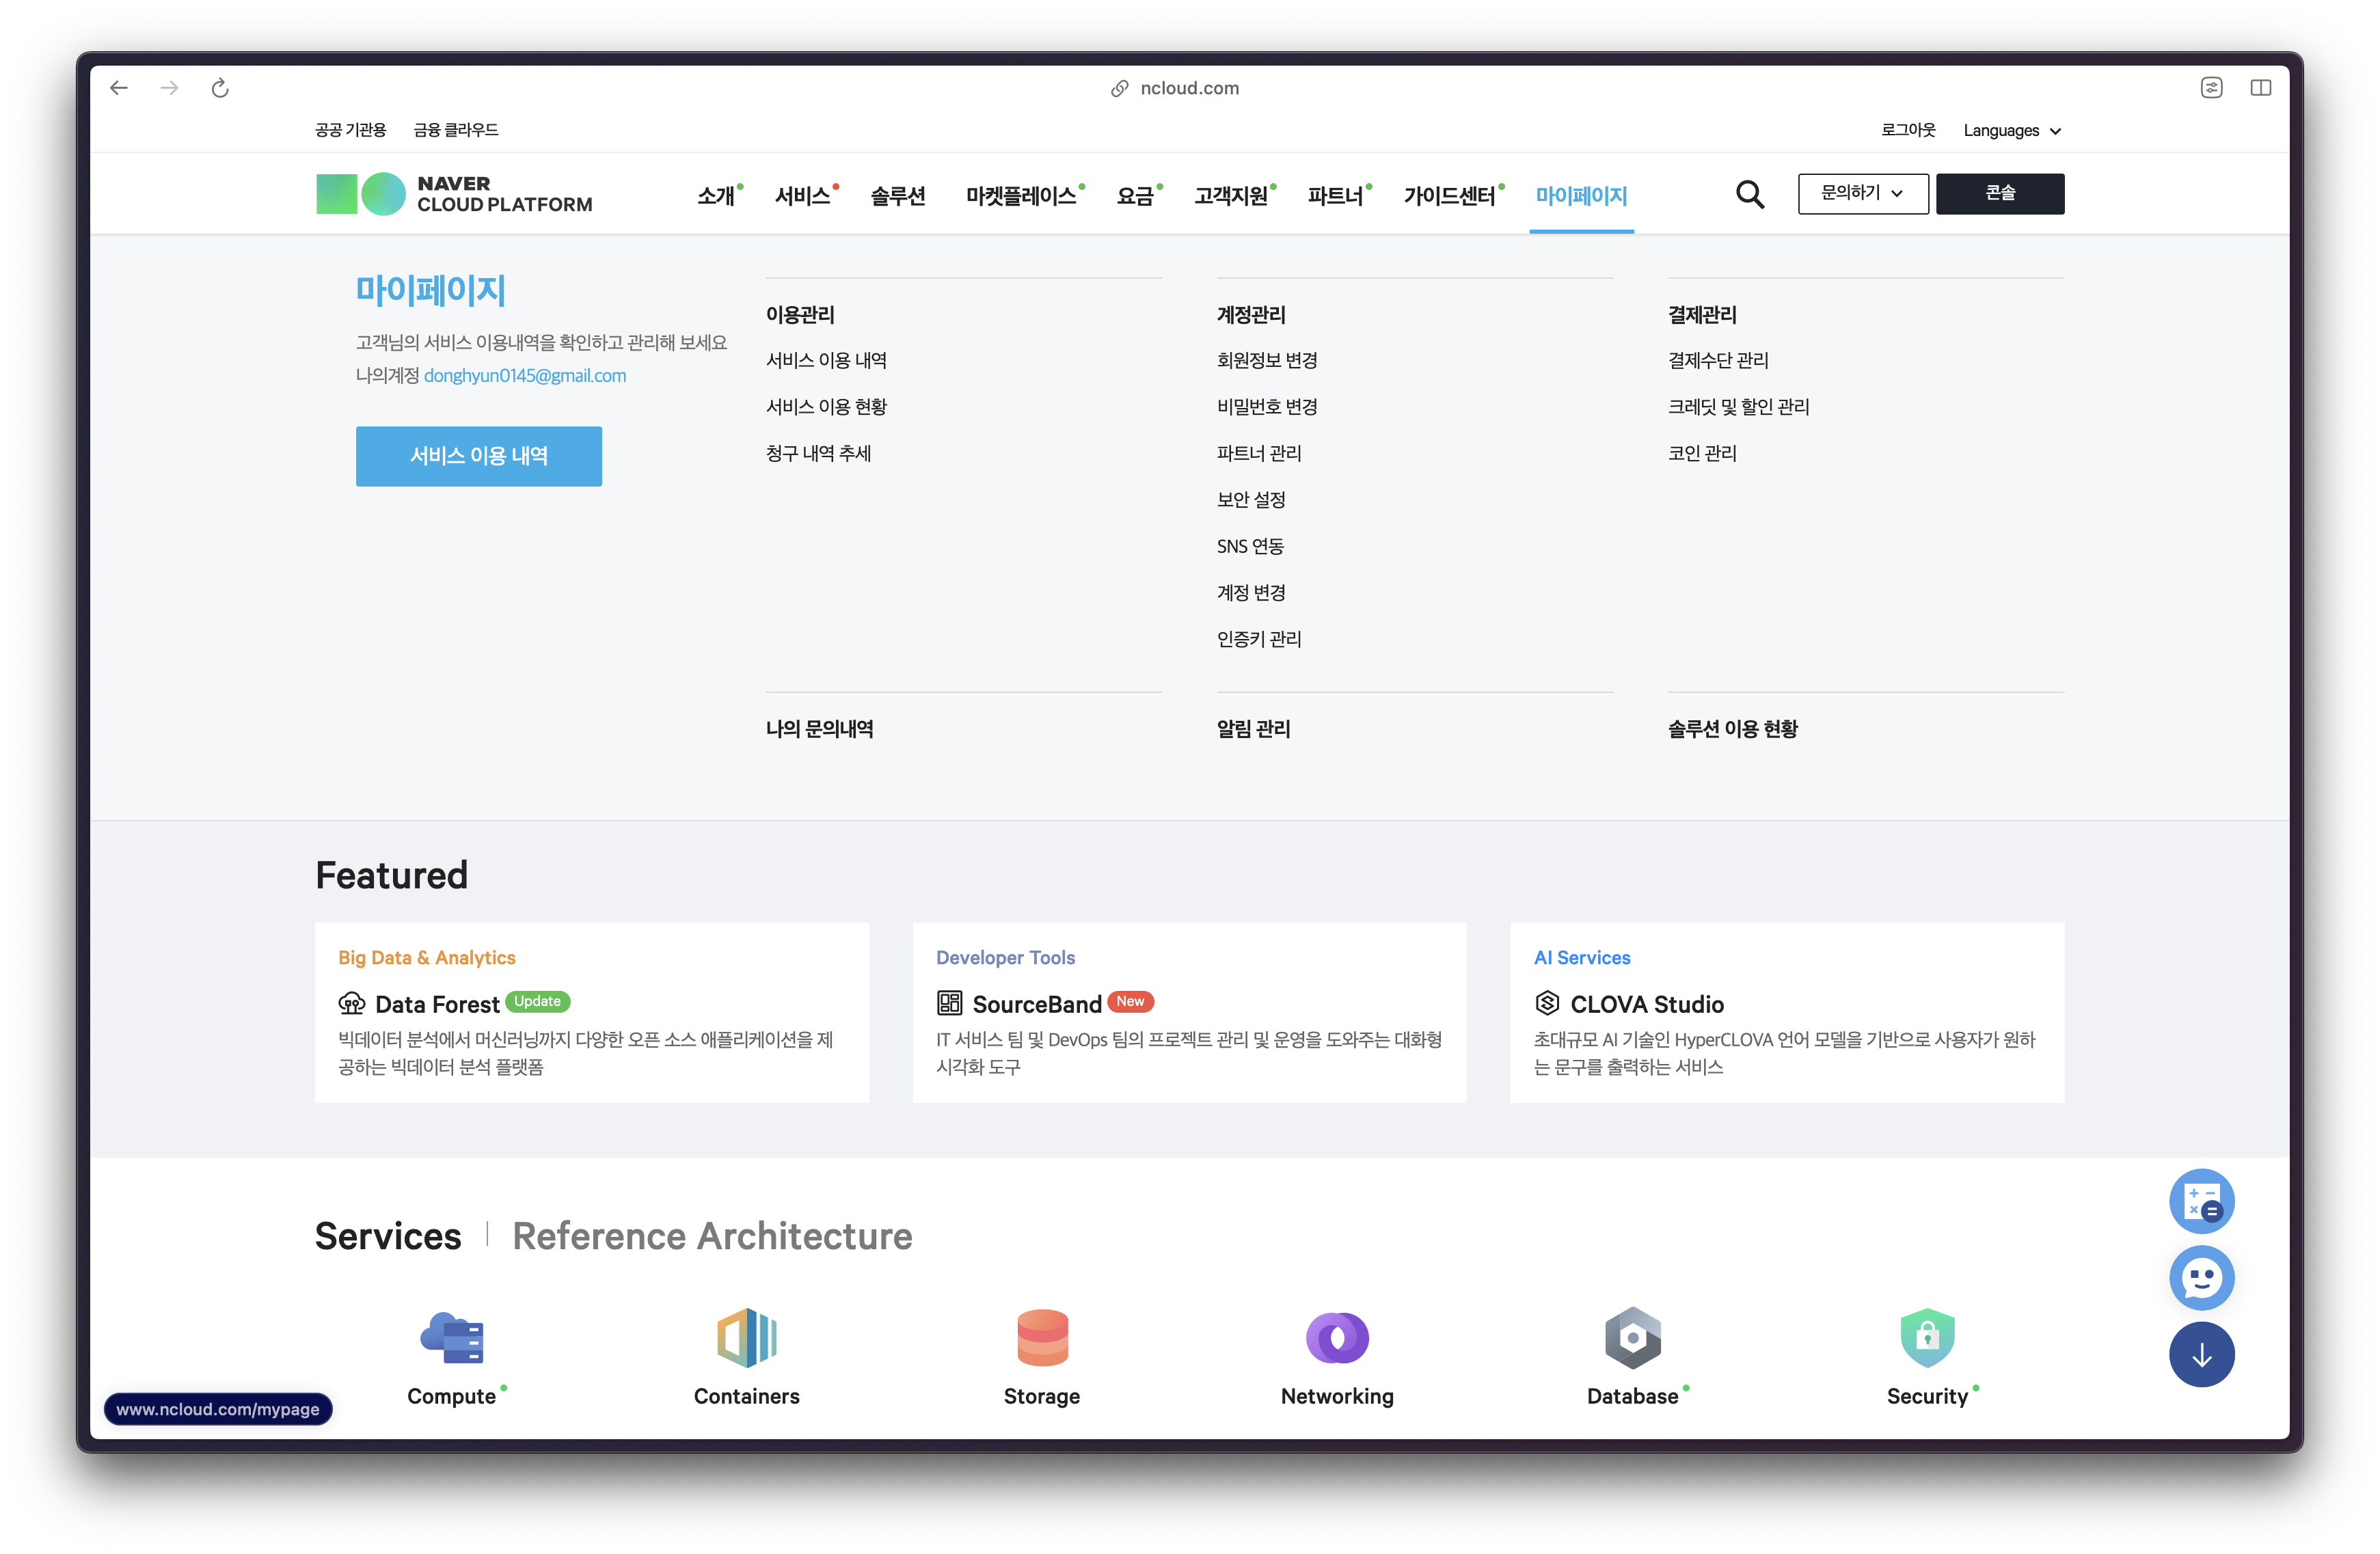 ncloud.com
공공 기관용 금융 클라우드 로그아웃 Languages
NAVER
CLOUD PLATFORM
소개 서비스 솔루션 마켓플레이스 요금 고객지원 파트너 가이드센터 마이페이지 문의하기 콘솔
마이페이지
고객님의 서비스 이용내역을 확인하고 관리해 보세요
나의계정 donghyun0145@gmail.com
서비스 이용 내역
이용관리
서비스 이용 내역
서비스 이용 현황
청구 내역 추세
계정관리
회원정보 변경
비밀번호 변경
파트너 관리
보안 설정
SNS 연동
계정 변경
인증키 관리
결제관리
결제수단 관리
크레딧 및 할인 관리
코인 관리
나의 문의내역
알림 관리
솔루션 이용 현황
Featured
Big Data & Analytics
Data Forest Update
빅데이터 분석에서 머신러닝까지 다양한 오픈 소스 애플리케이션을 제
공하는 빅데이터 분석 플랫폼
Developer Tools
SourceBand New
IT 서비스 팀 및 DevOps 팀의 프로젝트 관리 및 운영을 도와주는 대화형
시각화 도구
AI Services
CLOVA Studio
초대규모 AI 기술인 HyperCLOVA 언어 모델을 기반으로 사용자가 원하
는 문구를 출력하는 서비스
Services | Reference Architecture
Compute Containers Storage Networking Database Security
www.ncloud.com/mypage